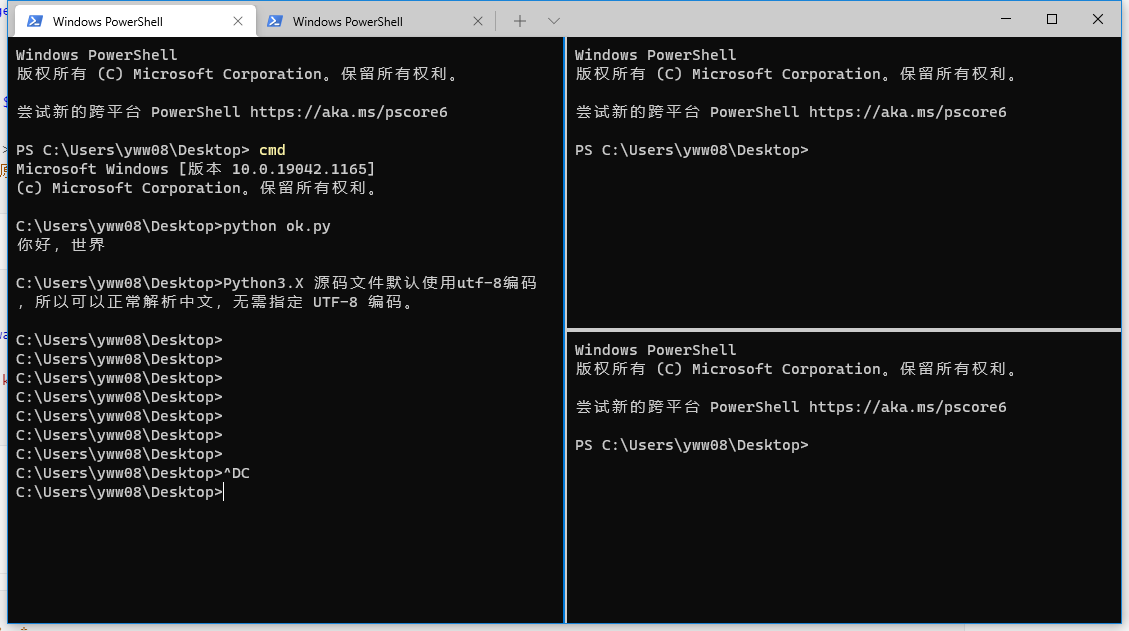 Windows PowerShell
Windows PowerShell
Windows PowerShell
版权所有 (C) Microsoft Corporation。保留所有权利。
尝试新的跨平台 PowerShell https://aka.ms/pscore6
PS C:\Users\yww08\Desktop> cmd
Microsoft Windows [版本 10.0.19042.1165]
(c) Microsoft Corporation。保留所有权利。
C:\Users\yww08\Desktop>python ok.py
你好，世界
C:\Users\yww08\Desktop>Python3.X 源码文件默认使用utf-8编码
，所以可以正常解析中文，无需指定 UTF-8 编码。
C:\Users\yww08\Desktop>
C:\Users\yww08\Desktop>
C:\Users\yww08\Desktop>
C:\Users\yww08\Desktop>
C:\Users\yww08\Desktop>
C:\Users\yww08\Desktop>
C:\Users\yww08\Desktop>
C:\Users\yww08\Desktop>^DC
C:\Users\yww08\Desktop>
Windows PowerShell
版权所有 (C) Microsoft Corporation。保留所有权利。
尝试新的跨平台 PowerShell https://aka.ms/pscore6
PS C:\Users\yww08\Desktop>
Windows PowerShell
版权所有 (C) Microsoft Corporation。保留所有权利。
尝试新的跨平台 PowerShell https://aka.ms/pscore6
PS C:\Users\yww08\Desktop>